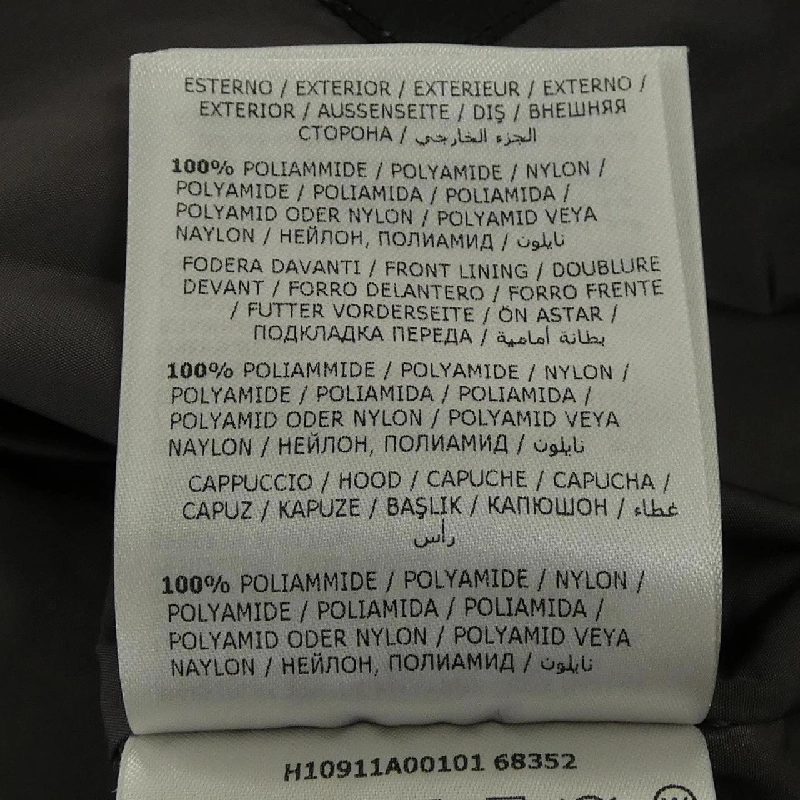 ESTERNO / EXTERIOR / EXTERIEUR / EXTERNO /
EXTERIOR / AUSSENSEITE / DIŞ / ВНЕШНЯЯ
СТОРОНА / الجزء الخارجي
100% POLIAMMIDE / POLYAMIDE / NYLON /
POLYAMIDE / POLIAMIDA / POLIAMIDA /
POLYAMID ODER NYLON / POLYAMID VEYA
NAYLON / НЕЙЛОН, ПОЛИАМИД / نايلون
FODERA DAVANTI / FRONT LINING / DOUBLURE
DEVANT / FORRO DELANTERO / FORRO FRENTE
/ FUTTER VORDERSEITE / ÖN ASTAR /
ПОДКЛАДКА ПЕРЕДА / بطانة أمامية
100% POLIAMMIDE / POLYAMIDE / NYLON /
POLYAMIDE / POLIAMIDA / POLIAMIDA /
POLYAMID ODER NYLON / POLYAMID VEYA
NAYLON / НЕЙЛОН, ПОЛИАМИД / نايلون
CAPPUCCIO / HOOD / CAPUCHE / CAPUCHA /
CAPUZ / KAPUZE / BAŞLIK / КАПЮШОН / غطاء
رأس
100% POLIAMMIDE / POLYAMIDE / NYLON /
POLYAMIDE / POLIAMIDA / POLIAMIDA /
POLYAMID ODER NYLON / POLYAMID VEYA
NAYLON / НЕЙЛОН, ПОЛИАМИД / نايلون
H10911A00101 68352